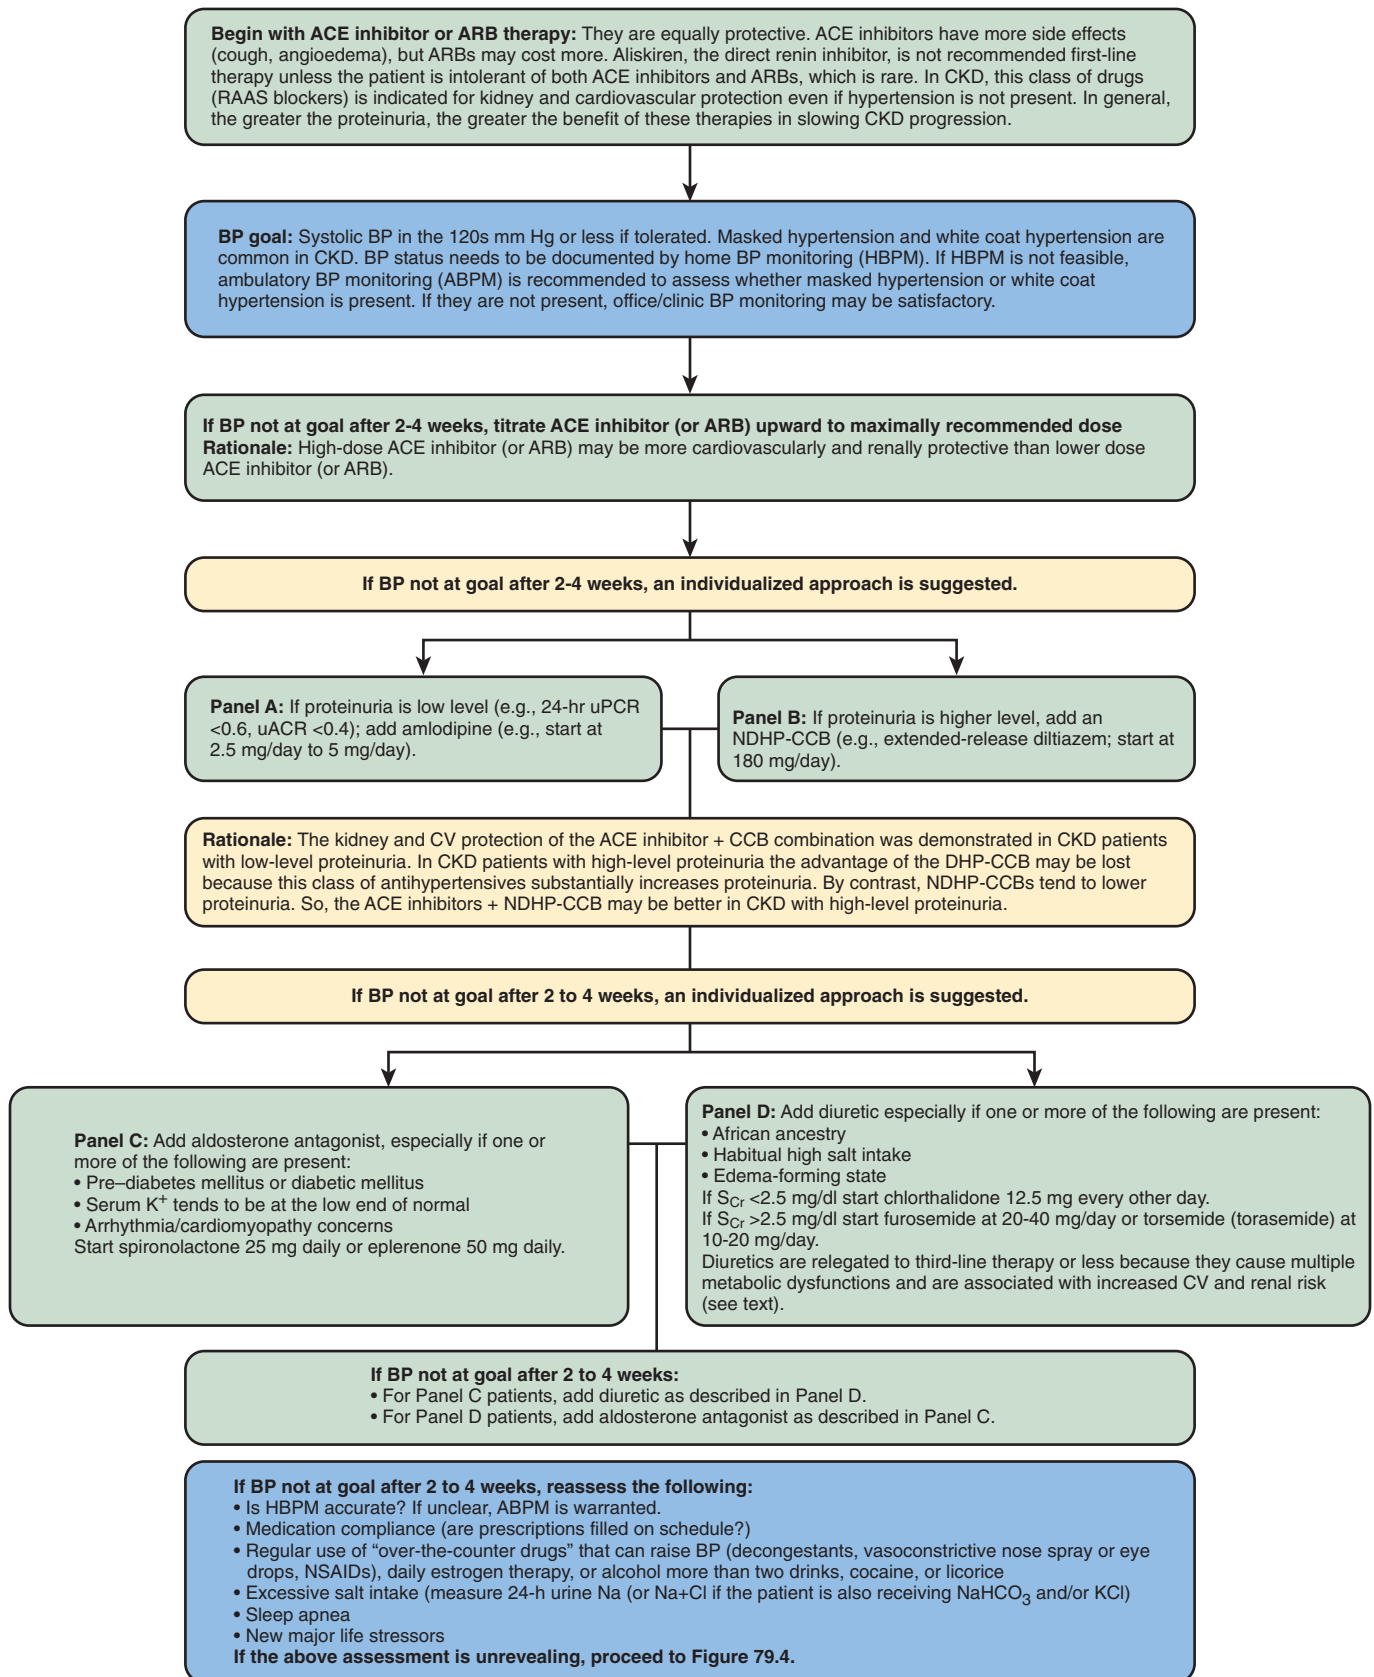 Begin with ACE inhibitor or ARB therapy: They are equally protective. ACE inhibitors have more side effects
(cough, angioedema), but ARBs may cost more. Aliskiren, the direct renin inhibitor, is not recommended first-line
therapy unless the patient is intolerant of both ACE inhibitors and ARBs, which is rare. In CKD, this class of drugs
(RAAS blockers) is indicated for kidney and cardiovascular protection even if hypertension is not present. In general,
the greater the proteinuria, the greater the benefit of these therapies in slowing CKD progression.
BP goal: Systolic BP in the 120s mm Hg or less if tolerated. Masked hypertension and white coat hypertension are
common in CKD. BP status needs to be documented by home BP monitoring (HBPM). If HBPM is not feasible,
ambulatory BP monitoring (ABPM) is recommended to assess whether masked hypertension or white coat
hypertension is present. If they are not present, office/clinic BP monitoring may be satisfactory.
If BP not at goal after 2-4 weeks, titrate ACE inhibitor (or ARB) upward to maximally recommended dose
Rationale: High-dose ACE inhibitor (or ARB) may be more cardiovascularly and renally protective than lower dose
ACE inhibitor (or ARB).
If BP not at goal after 2-4 weeks, an individualized approach is suggested.
Panel A: If proteinuria is low level (e.g., 24-hr uPCR
<0.6, uACR <0.4); add amlodipine (e.g., start at
2.5 mg/day to 5 mg/day).
Panel B: If proteinuria is higher level, add an
NDHP-CCB (e.g., extended-release diltiazem; start at
180 mg/day).
Rationale: The kidney and CV protection of the ACE inhibitor + CCB combination was demonstrated in CKD patients
with low-level proteinuria. In CKD patients with high-level proteinuria the advantage of the DHP-CCB may be lost
because this class of antihypertensives substantially increases proteinuria. By contrast, NDHP-CCBs tend to lower
proteinuria. So, the ACE inhibitors + NDHP-CCB may be better in CKD with high-level proteinuria.
If BP not at goal after 2 to 4 weeks, an individualized approach is suggested.
Panel C: Add aldosterone antagonist, especially if one or
more of the following are present:
• Pre–diabetes mellitus or diabetic mellitus
• Serum K⁺ tends to be at the low end of normal
• Arrhythmia/cardiomyopathy concerns
Start spironolactone 25 mg daily or eplerenone 50 mg daily.
Panel D: Add diuretic especially if one or more of the following are present:
• African ancestry
• Habitual high salt intake
• Edema-forming state
If SCr <2.5 mg/dl start chlorthalidone 12.5 mg every other day.
If SCr >2.5 mg/dl start furosemide at 20-40 mg/day or torsemide (torasemide) at
10-20 mg/day.
Diuretics are relegated to third-line therapy or less because they cause multiple
metabolic dysfunctions and are associated with increased CV and renal risk
(see text).
If BP not at goal after 2 to 4 weeks:
• For Panel C patients, add diuretic as described in Panel D.
• For Panel D patients, add aldosterone antagonist as described in Panel C.
If BP not at goal after 2 to 4 weeks, reassess the following:
• Is HBPM accurate? If unclear, ABPM is warranted.
• Medication compliance (are prescriptions filled on schedule?)
• Regular use of “over-the-counter drugs” that can raise BP (decongestants, vasoconstrictive nose spray or eye
drops, NSAIDs), daily estrogen therapy, or alcohol more than two drinks, cocaine, or licorice
• Excessive salt intake (measure 24-h urine Na (or Na+Cl if the patient is also receiving NaHCO₃ and/or KCl)
• Sleep apnea
• New major life stressors
If the above assessment is unrevealing, proceed to Figure 79.4.